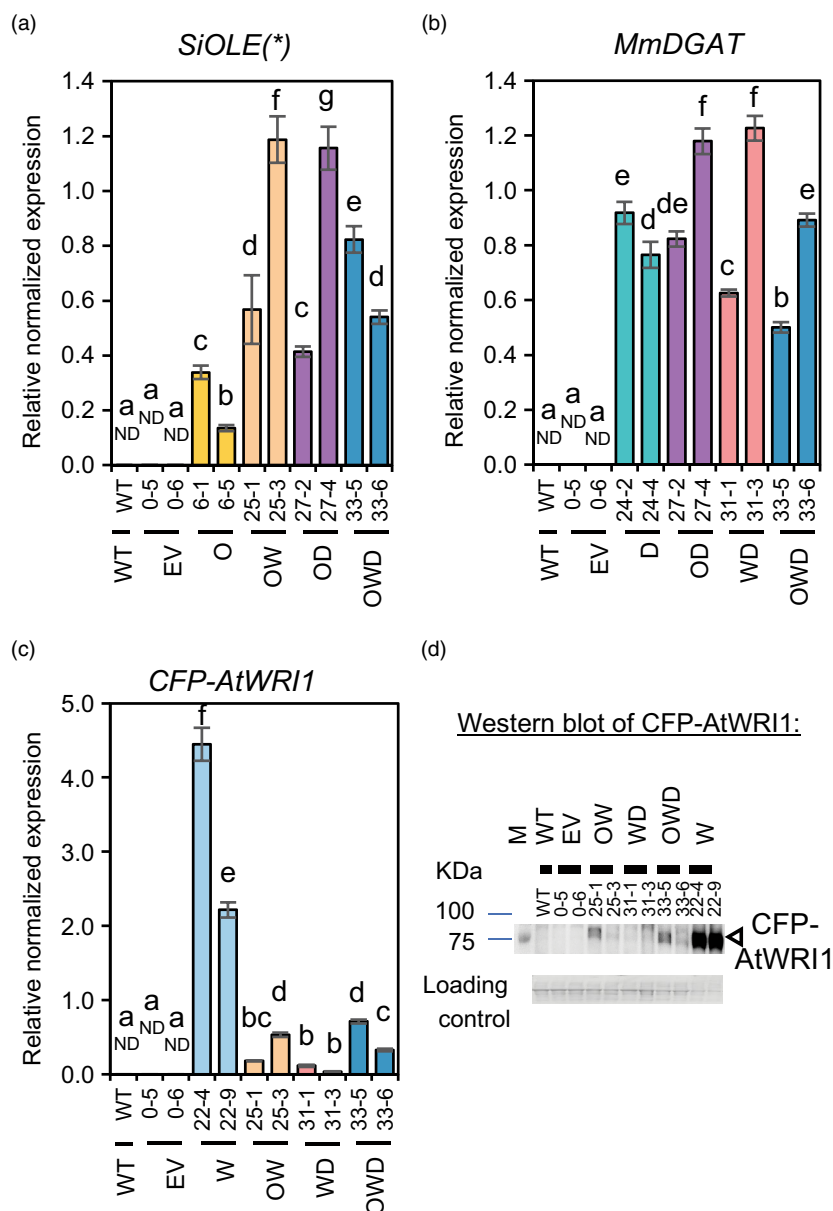 (a)
SiOLE(*)
Relative normalized expression
1.4
1.2
1.0
0.8
0.6
0.4
0.2
0.0
a a a c b d f c g e d
ND ND ND
WT 0-5 0-6 6-1 6-5 25-1 25-3 27-2 27-4 33-5 33-6
WT EV O OW OD OWD
(b)
MmDGAT
Relative normalized expression
1.4
1.2
1.0
0.8
0.6
0.4
0.2
0.0
a a a e d de f c f b e
ND ND ND
WT 0-5 0-6 24-2 24-4 27-2 27-4 31-1 31-3 33-5 33-6
WT EV D OD WD OWD
(c)
CFP-AtWRI1
Relative normalized expression
5.0
4.0
3.0
2.0
1.0
0.0
a a a f e bc d b b d c
ND ND ND
WT 0-5 0-6 22-4 22-9 25-1 25-3 31-1 31-3 33-5 33-6
WT EV W OW WD OWD
(d)
Western blot of CFP-AtWRI1:
M WT EV OW WD OWD W
KDa
WT 0-5 0-6 25-1 25-3 31-1 31-3 33-5 33-6 22-4 22-9
100
75
CFP-
AtWRI1
Loading
control